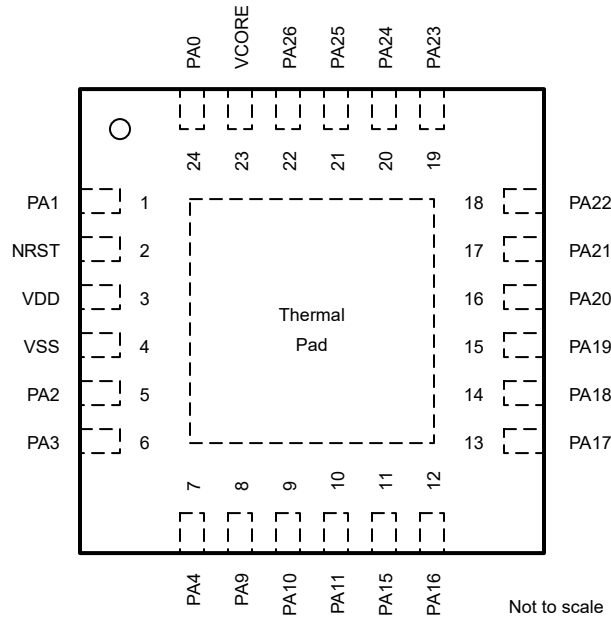 PA0 VCORE PA26 PA25 PA24 PA23
24 23 22 21 20 19
PA1 1 18 PA22
NRST 2 17 PA21
VDD 3 16 PA20
VSS 4 15 PA19
PA2 5 14 PA18
PA3 6 13 PA17
Thermal
Pad
7 8 9 10 11 12
PA4 PA9 PA10 PA11 PA15 PA16
Not to scale